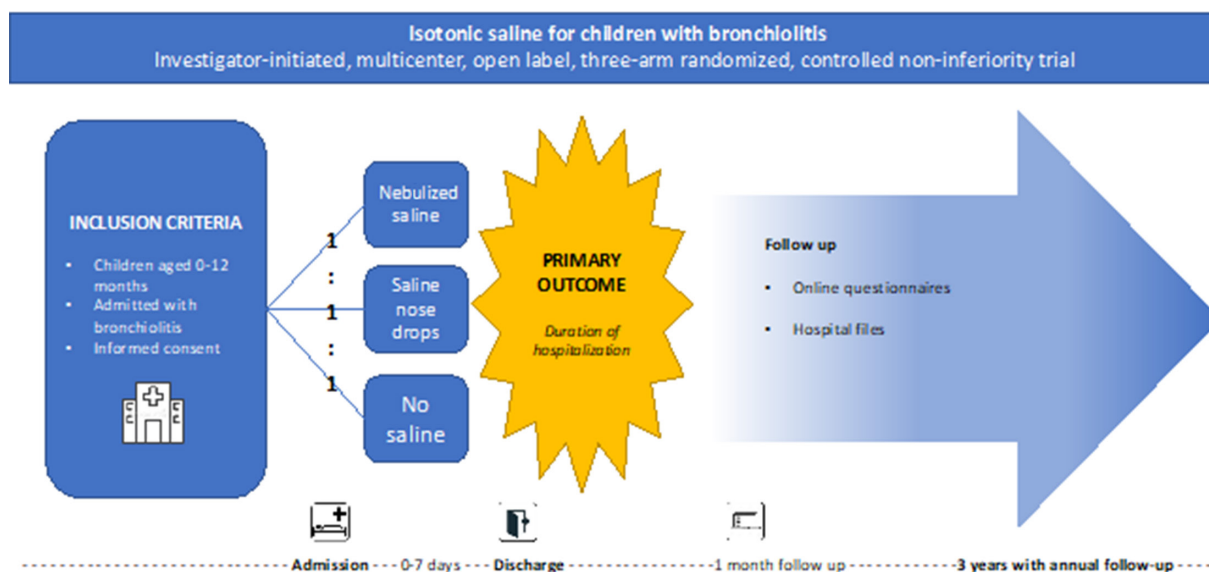 Isotonic saline for children with bronchiolitis
Investigator-initiated, multicenter, open label, three-arm randomized, controlled non-inferiority trial
INCLUSION CRITERIA
• Children aged 0-12
months
• Admitted with
bronchiolitis
• Informed consent
1
:
1
:
1
Nebulized
saline
Saline
nose
drops
No
saline
PRIMARY
OUTCOME
Duration of
hospitalization
Follow up
• Online questionnaires
• Hospital files
Admission 0-7 days Discharge 1 month follow up 3 years with annual follow-up